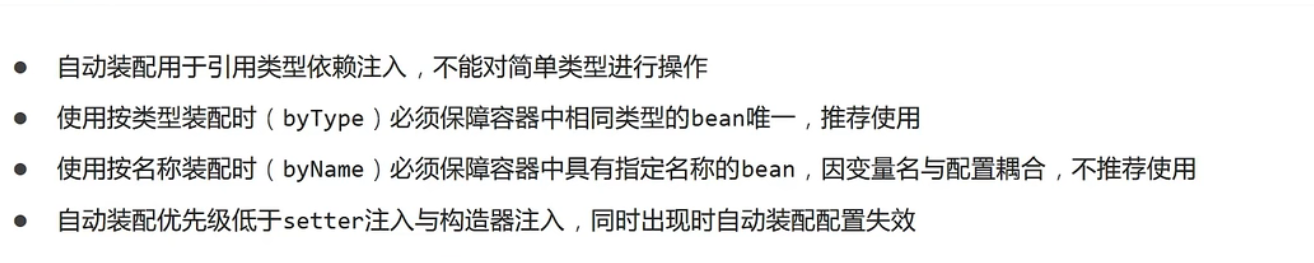 ● 自动装配用于引用类型依赖注入，不能对简单类型进行操作
● 使用按类型装配时（byType）必须保障容器中相同类型的bean唯一，推荐使用
● 使用按名称装配时（byName）必须保障容器中具有指定名称的bean，因变量名与配置耦合，不推荐使用
● 自动装配优先级低于setter注入与构造器注入，同时出现时自动装配配置失效